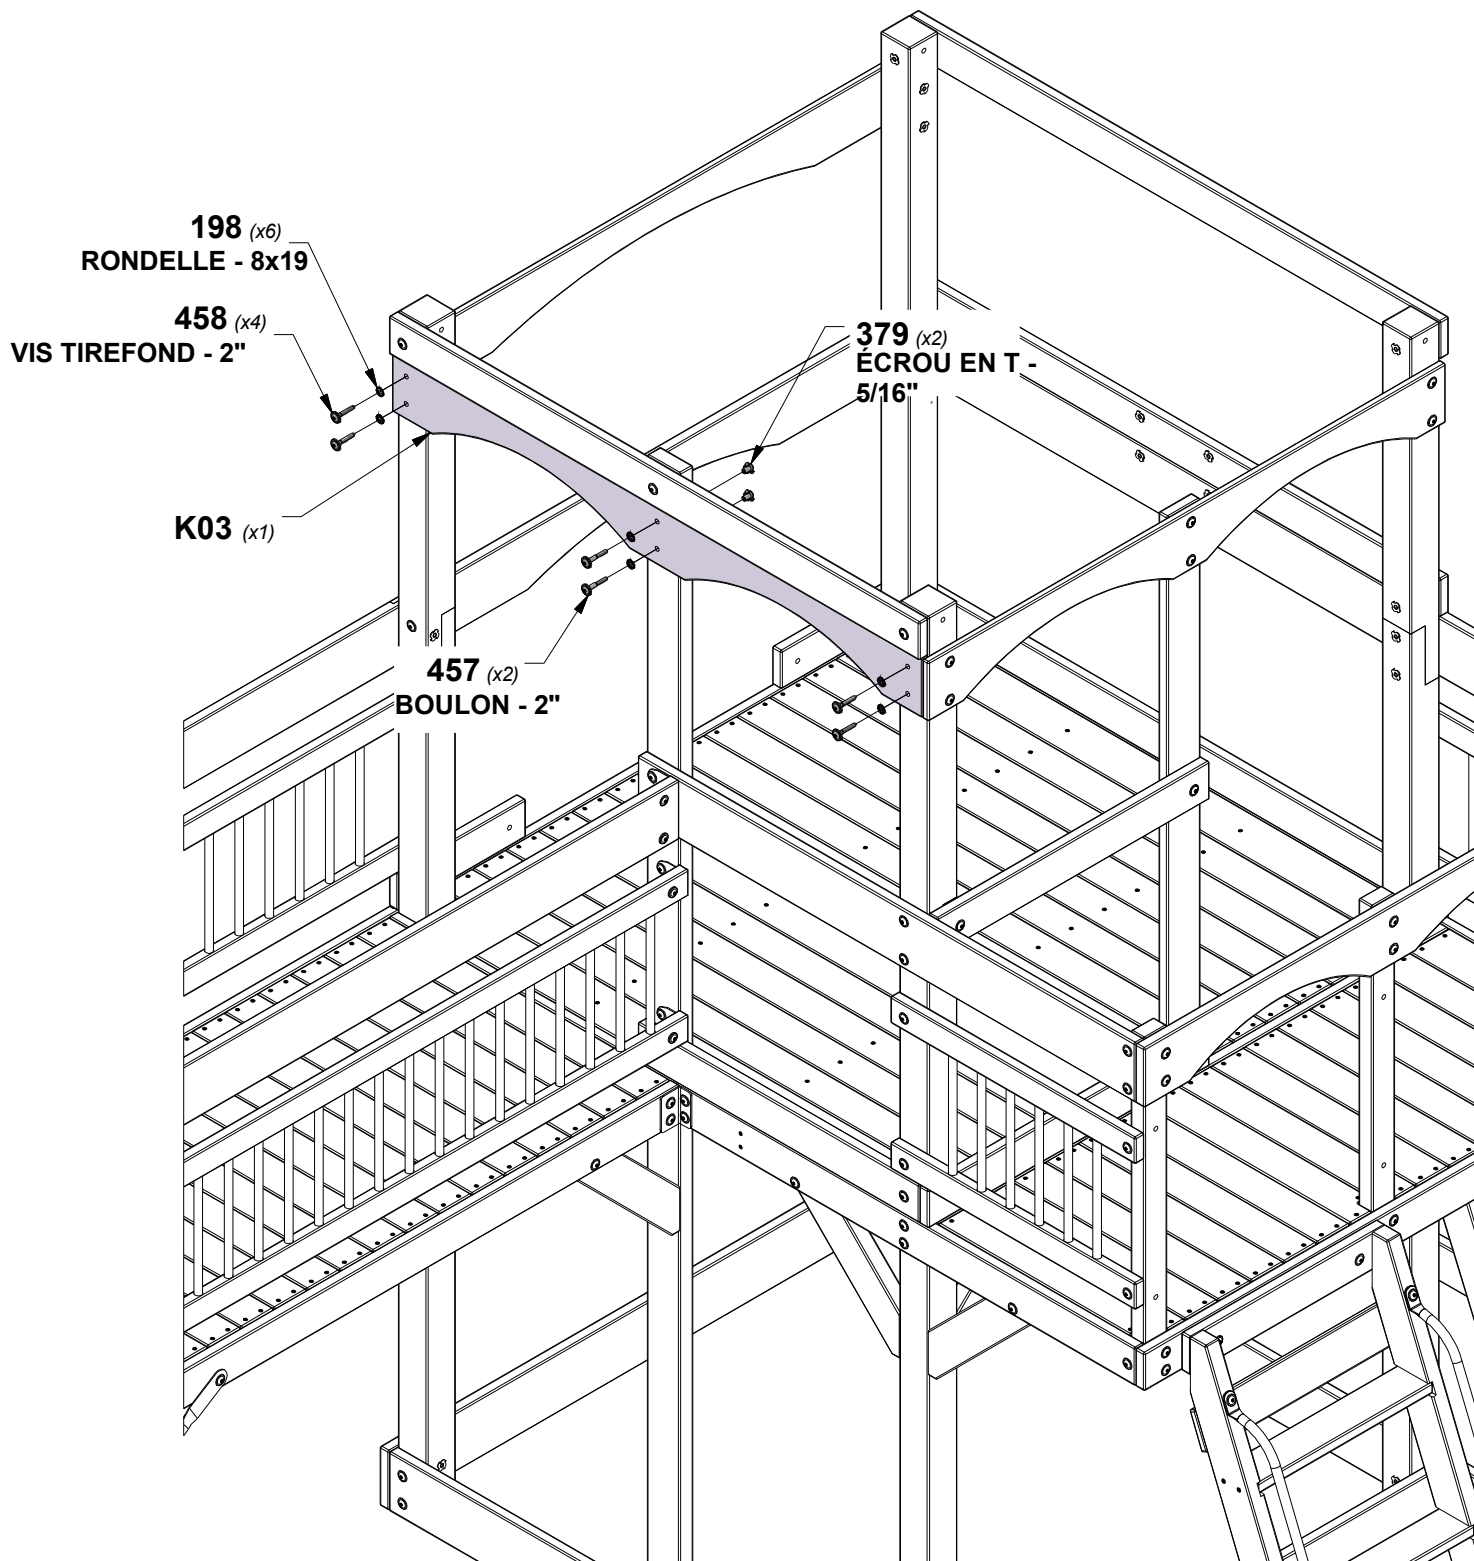 198 (x6)
RONDELLE - 8x19
458 (x4)
VIS TIREFOND - 2"
379 (x2)
ÉCROU EN T -
5/16"
K03 (x1)
457 (x2)
BOULON - 2"